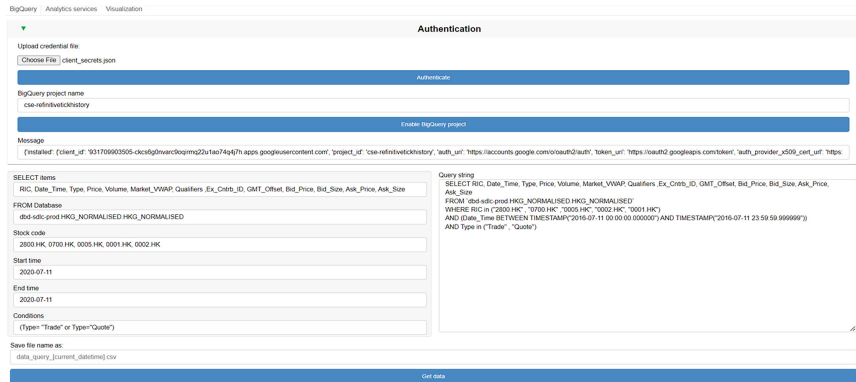 BigQuery Analytics services Visualization
Authentication
Upload credential file:
Choose File client_secrets.json
Authenticate
BigQuery project name
cse-refinitivetickhistory
Enable BigQuery project
Message
{'installed': {'client_id': '931709903505-ckcs6g0nvarc9oqirmq22u1ao74q4j7h.apps.googleusercontent.com', 'project_id': 'cse-refinitivetickhistory', 'auth_uri': 'https://accounts.google.com/o/oauth2/auth', 'token_uri': 'https://oauth2.googleapis.com/token', 'auth_provider_x509_cert_url': 'https:
SELECT items
RIC, Date_Time, Type, Price, Volume, Market_VWAP, Qualifiers ,Ex_Cntrb_ID, GMT_Offset, Bid_Price, Bid_Size, Ask_Price, Ask_Size
FROM Database
dbd-sdlc-prod.HKG_NORMALISED.HKG_NORMALISED
Stock code
2800.HK, 0700.HK, 0005.HK, 0001.HK, 0002.HK
Start time
2020-07-11
End time
2020-07-11
Conditions
(Type= "Trade" or Type="Quote")
Query string
SELECT RIC, Date_Time, Type, Price, Volume, Market_VWAP, Qualifiers ,Ex_Cntrb_ID, GMT_Offset, Bid_Price, Bid_Size, Ask_Price,
Ask_Size
FROM `dbd-sdlc-prod.HKG_NORMALISED.HKG_NORMALISED`
WHERE RIC in ("2800.HK" , "0700.HK" ,"0005.HK", "0002.HK", "0001.HK")
AND (Date_Time BETWEEN TIMESTAMP("2016-07-11 00:00:00.000000") AND TIMESTAMP("2016-07-11 23:59:59.999999"))
AND Type in ("Trade" , "Quote")
Save file name as:
data_query_[current_datetime].csv
Get data